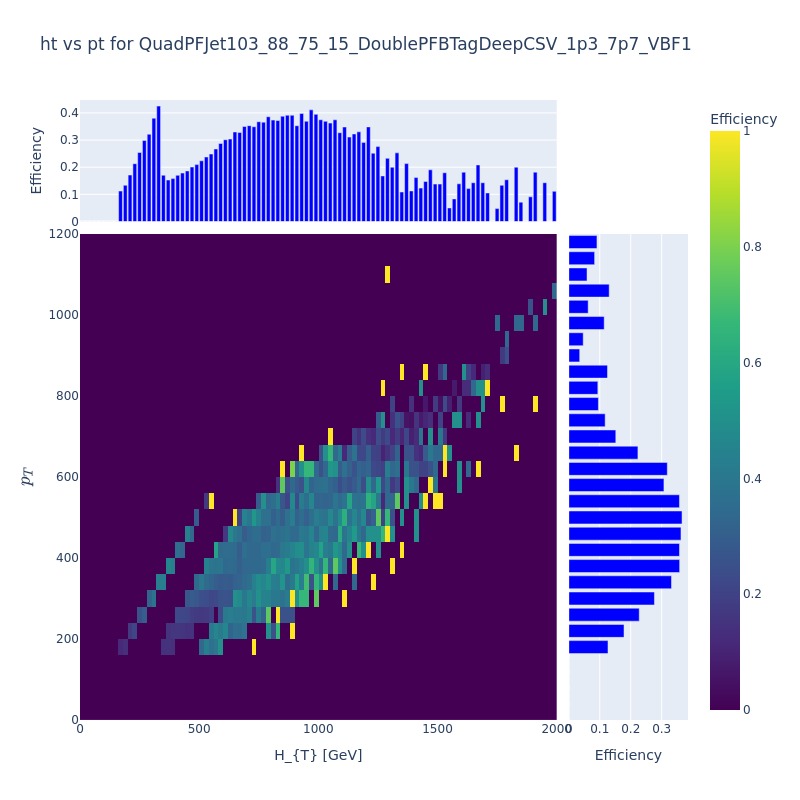 ht vs pt for QuadPFJet103_88_75_15_DoublePFBTagDeepCSV_1p3_7p7_VBF1
Efficiency
0.4
0.3
0.2
0.1
0
Efficiency
1
0.8
0.6
0.4
0.2
0
p_T
1200
1000
800
600
400
200
0
0 500 1000 1500 2000
H_{T} [GeV]
0 0.1 0.2 0.3
Efficiency